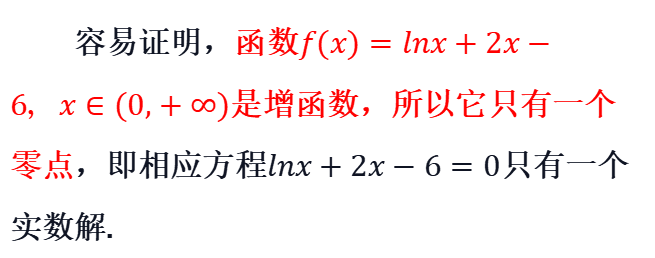 容易证明，函数f(x) = lnx + 2x −
6， x ∈ (0, + ∞)是增函数，所以它只有一个
零点，即相应方程lnx + 2x − 6 = 0只有一个
实数解.